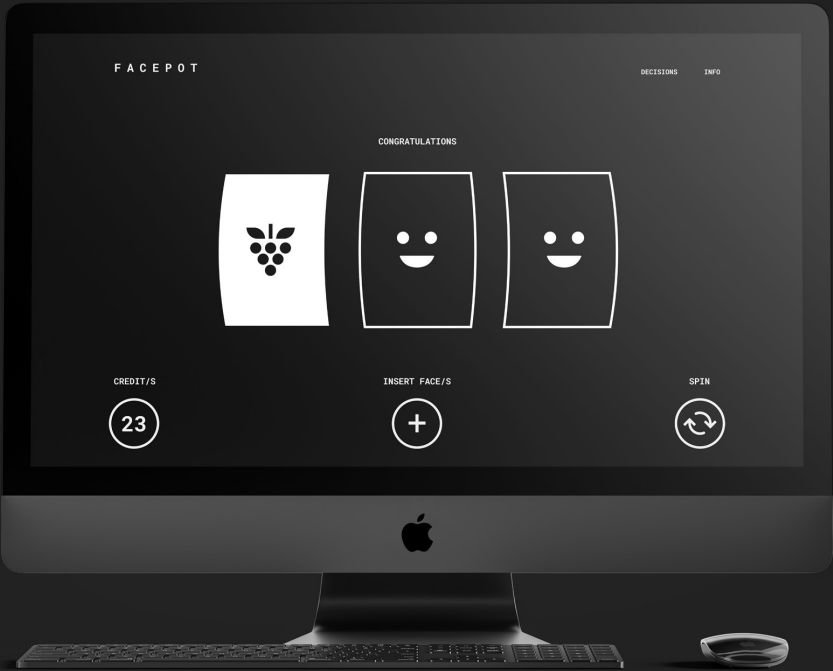 FACEPOT
DECISIONS INFO
CONGRATULATIONS
CREDIT/S
INSERT FACE/S
SPIN
23